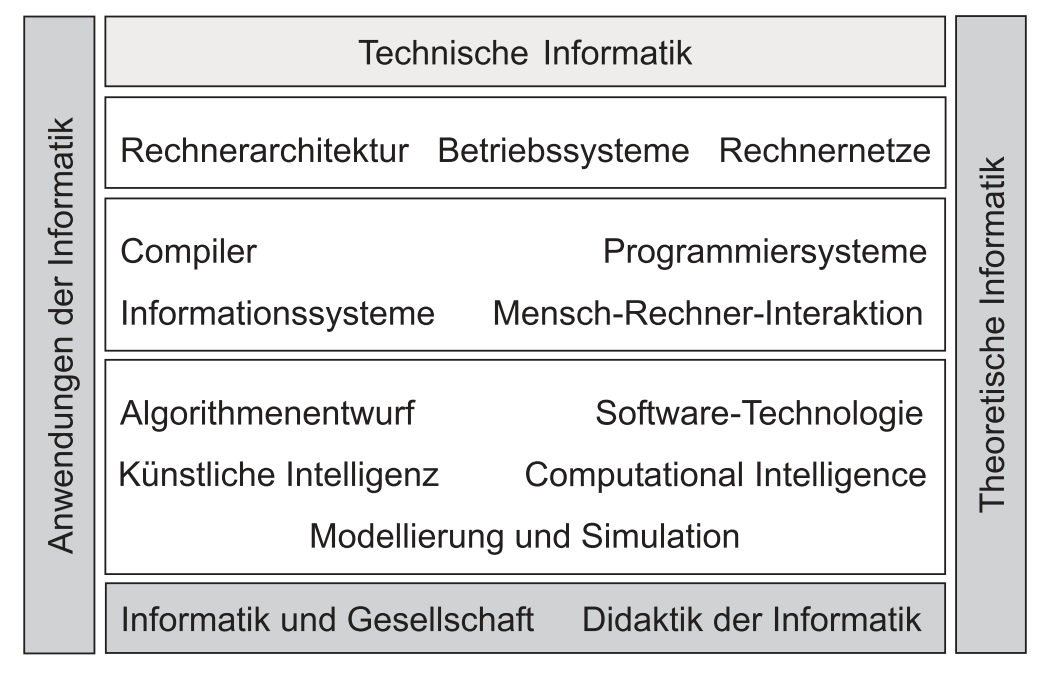 Anwendungen der Informatik
Technische Informatik
Rechnerarchitektur Betriebssysteme Rechnernetze
Compiler Programmiersysteme
Informationssysteme Mensch-Rechner-Interaktion
Algorithmenentwurf Software-Technologie
Künstliche Intelligenz Computational Intelligence
Modellierung und Simulation
Informatik und Gesellschaft Didaktik der Informatik
Theoretische Informatik